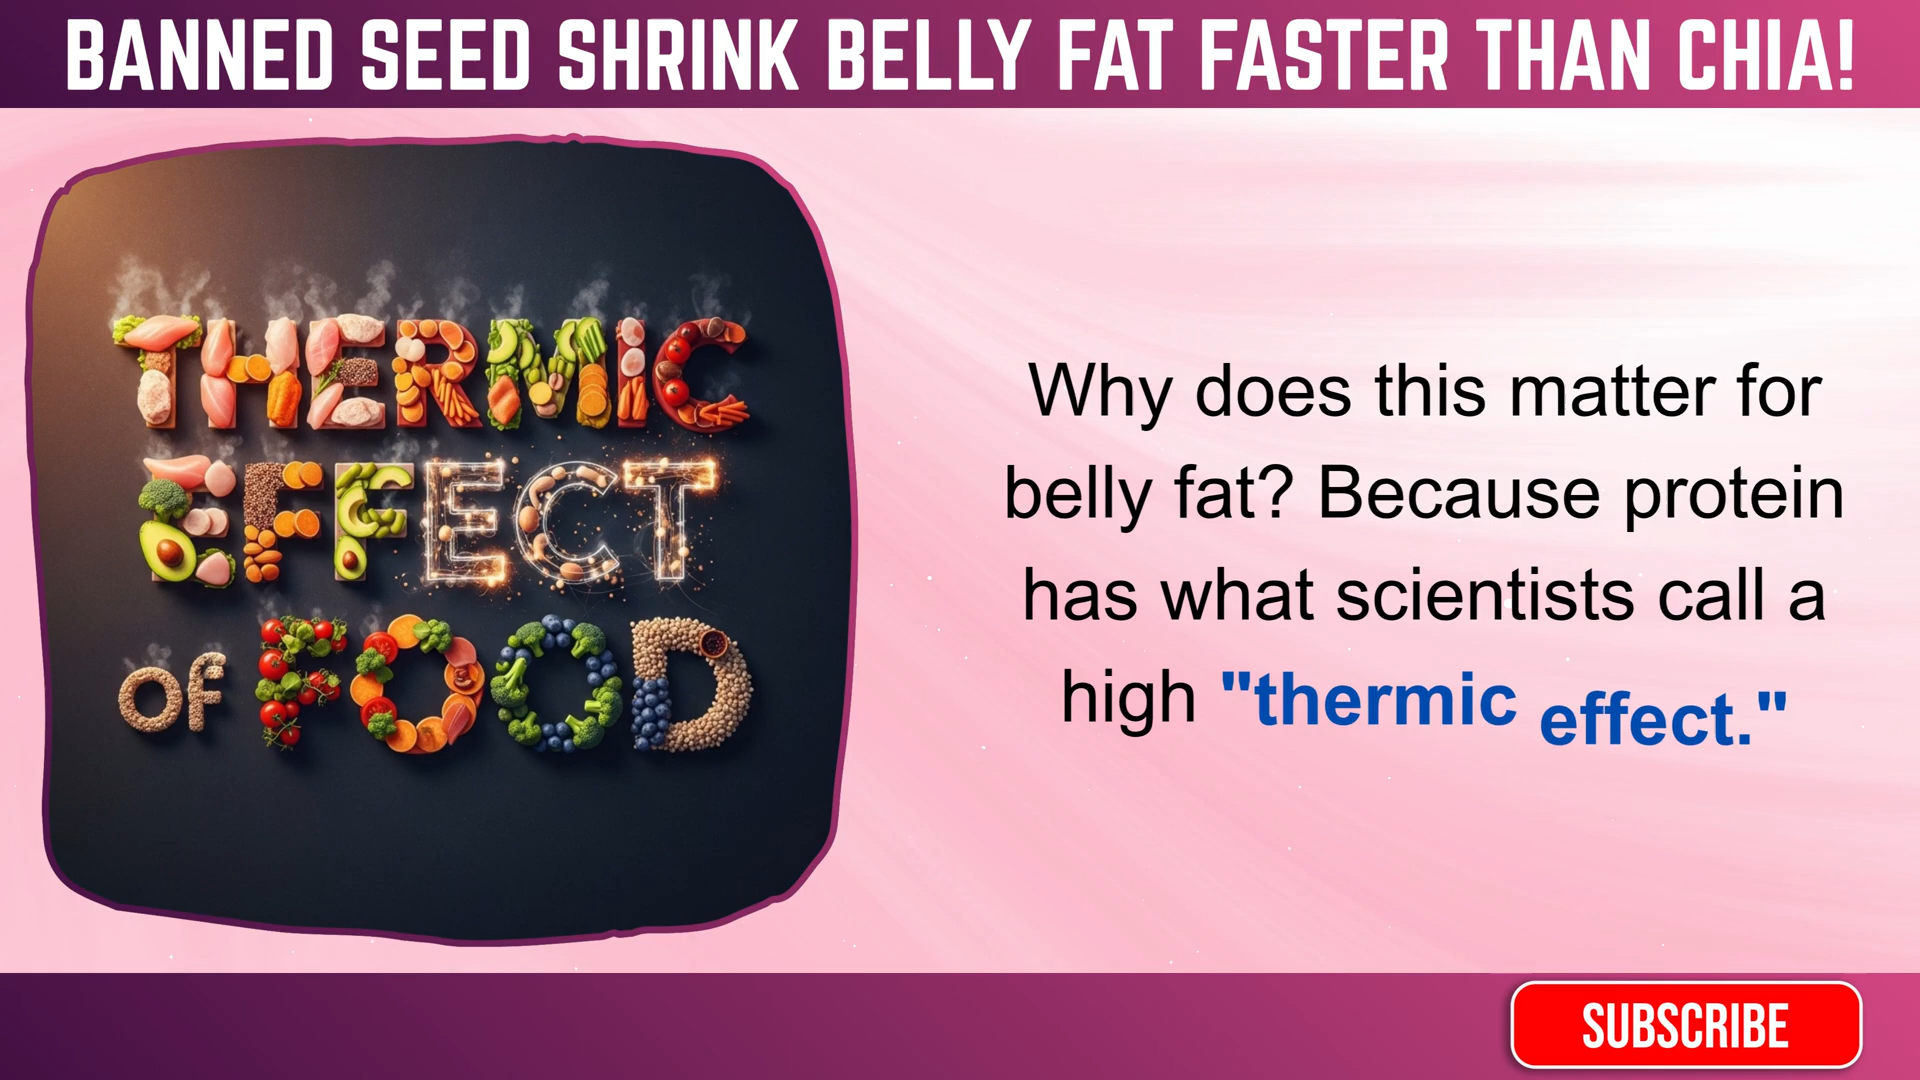 BANNED SEED SHRINK BELLY FAT FASTER THAN CHIA!
THERMIC
EFFECT
of FOOD
Why does this matter for
belly fat? Because protein
has what scientists call a
high "thermic effect."
SUBSCRIBE